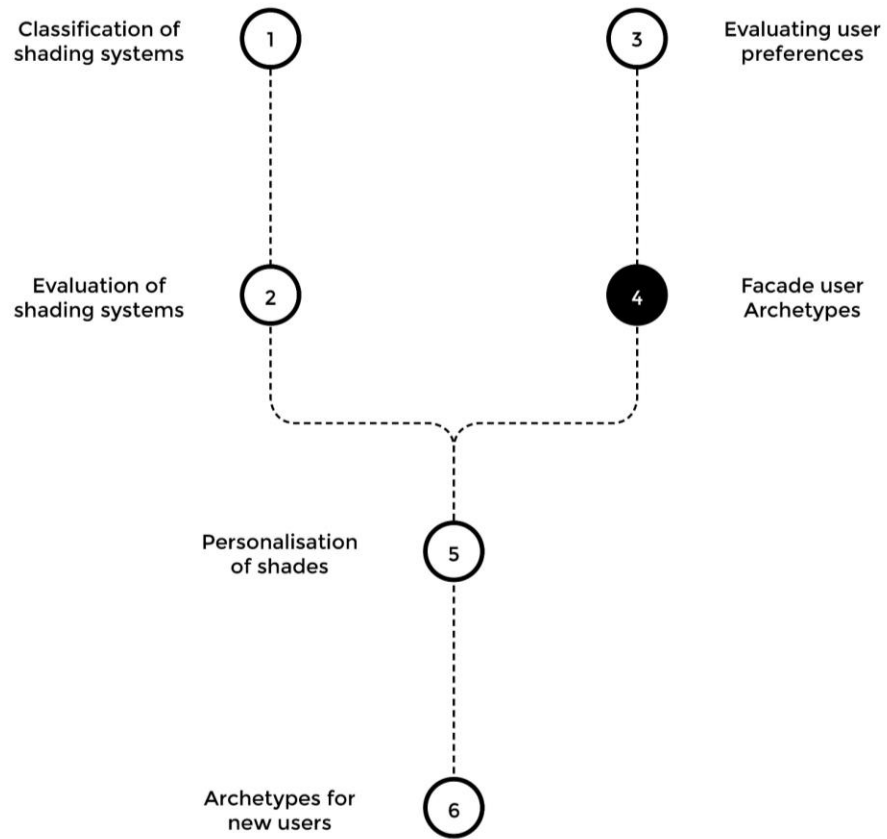 Classification of
shading systems
1
3
Evaluating user
preferences
Evaluation of
shading systems
2
4
Facade user
Archetypes
Personalisation
of shades
5
Archetypes for
new users
6